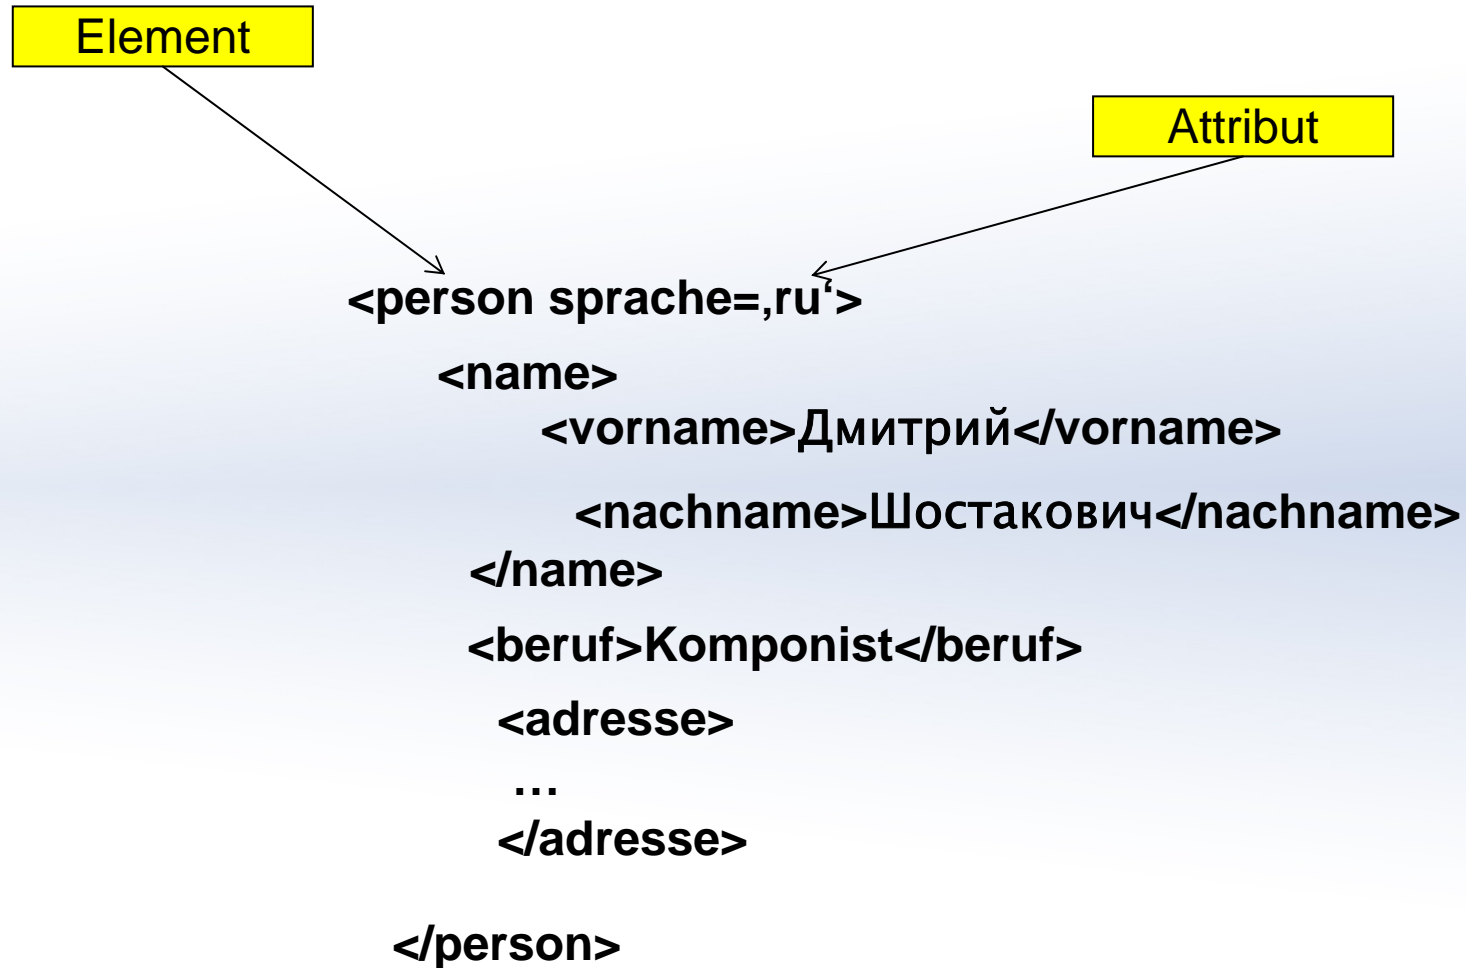 Element
Attribut
<person sprache=‚ru‘>
<name>
<vorname>Дмитрий</vorname>
<nachname>Шостакович</nachname>
</name>
<beruf>Komponist</beruf>
<adresse>
…
</adresse>
</person>